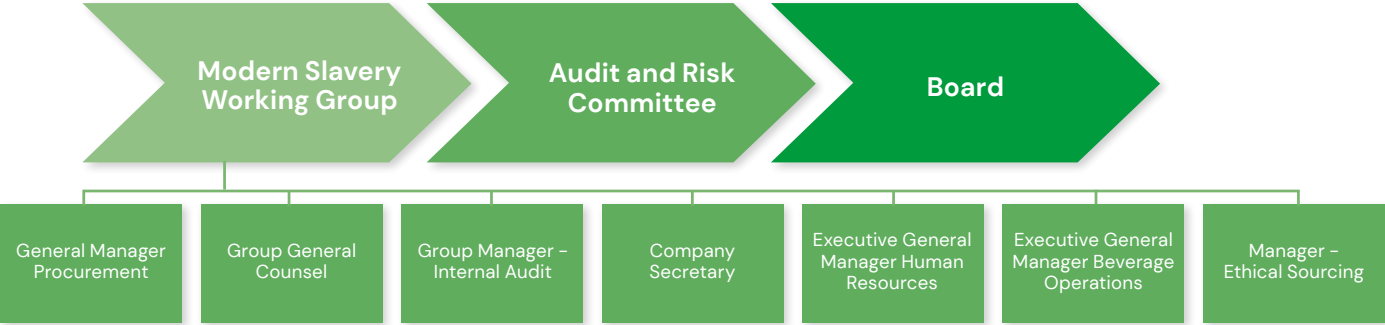 Modern Slavery
Working Group
Audit and Risk
Committee
Board
General Manager
Procurement
Group General
Counsel
Group Manager -
Internal Audit
Company
Secretary
Executive General
Manager Human
Resources
Executive General
Manager Beverage
Operations
Manager -
Ethical Sourcing